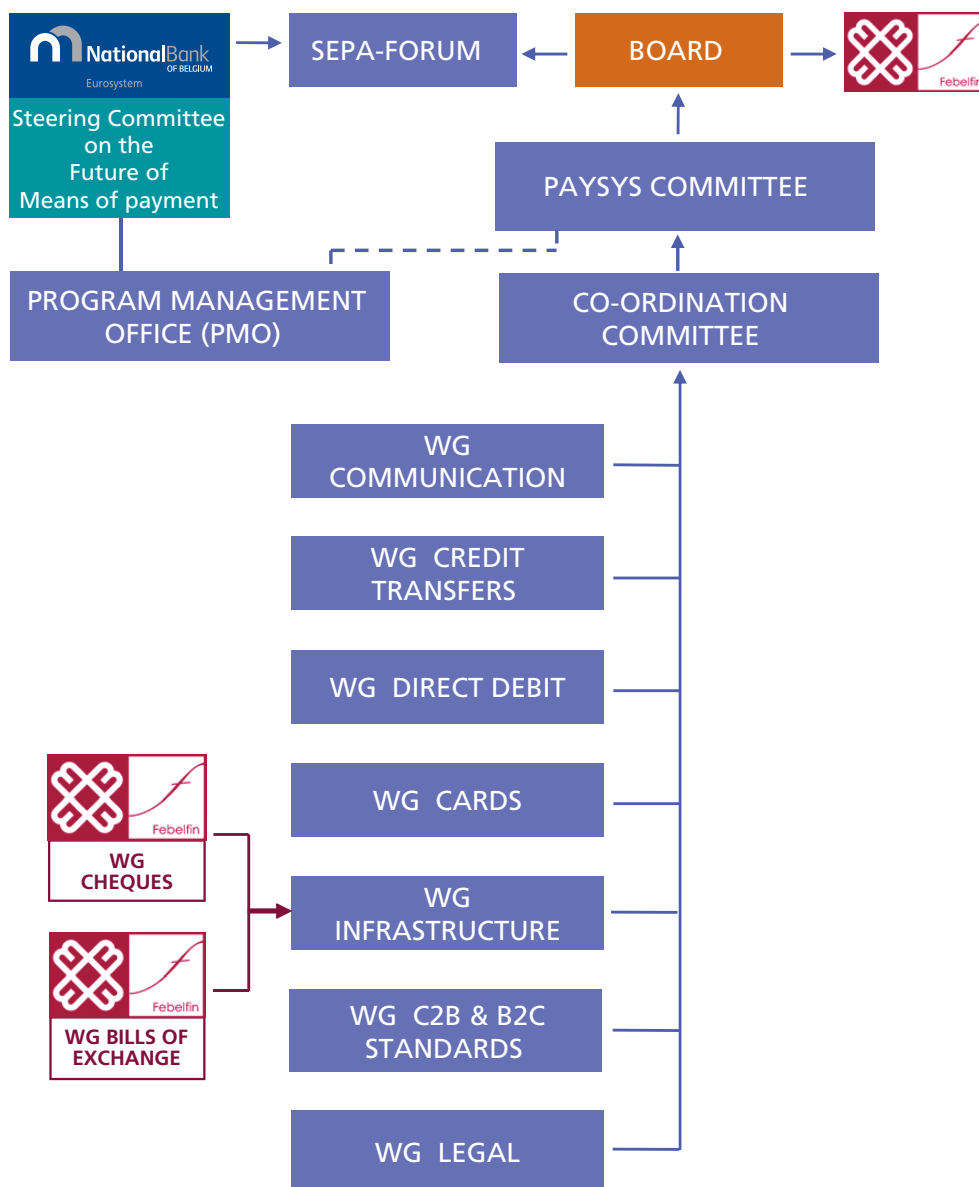 NationalBank
OF BELGIUM
Eurosystem
Steering Committee
on the
Future of
Means of payment
SEPA-FORUM
BOARD
Febelfin
PAYSYS COMMITTEE
PROGRAM MANAGEMENT
OFFICE (PMO)
CO-ORDINATION
COMMITTEE
WG
COMMUNICATION
WG CREDIT
TRANSFERS
WG DIRECT DEBIT
WG CARDS
Febelfin
WG
CHEQUES
WG
INFRASTRUCTURE
Febelfin
WG BILLS OF
EXCHANGE
WG C2B & B2C
STANDARDS
WG LEGAL